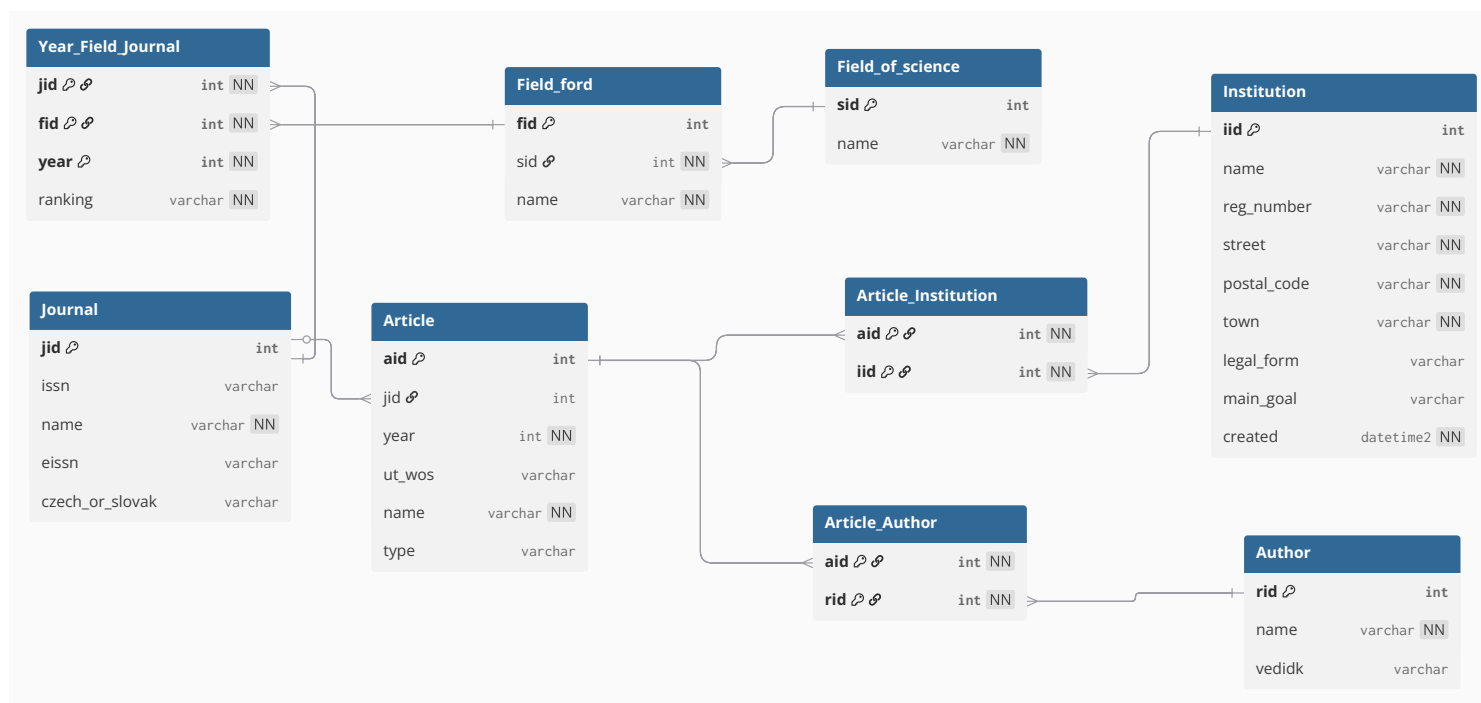 Year_Field_Journal
jid int NN
fid int NN
year int NN
ranking varchar NN
Field_ford
fid int
sid int NN
name varchar NN
Field_of_science
sid int
name varchar NN
Institution
iid int
name varchar NN
reg_number varchar NN
street varchar NN
postal_code varchar NN
town varchar NN
legal_form varchar
main_goal varchar
created datetime2 NN
Journal
jid int
issn varchar
name varchar NN
eissn varchar
czech_or_slovak varchar
Article
aid int
jid int
year int NN
ut_wos varchar
name varchar NN
type varchar
Article_Institution
aid int NN
iid int NN
Article_Author
aid int NN
rid int NN
Author
rid int
name varchar NN
vedidk varchar